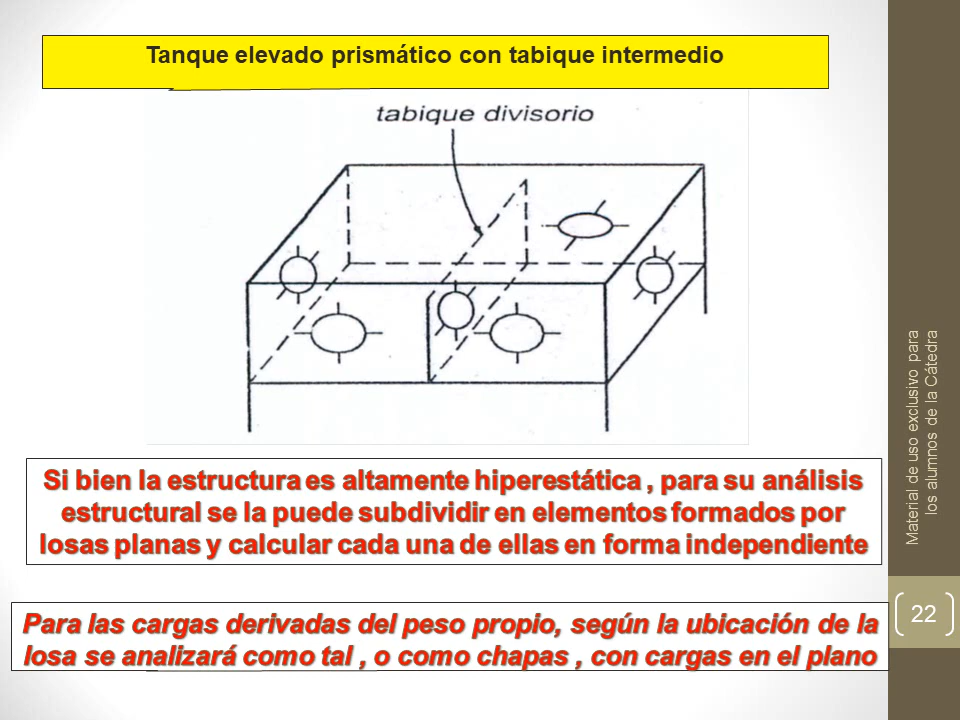 Tanque elevado prismático con tabique intermedio
tabique divisorio
Si bien la estructura es altamente hiperestática , para su análisis
estructural se la puede subdividir en elementos formados por
losas planas y calcular cada una de ellas en forma independiente
Para las cargas derivadas del peso propio, según la ubicación de la
losa se analizará como tal , o como chapas , con cargas en el plano
Material de uso exclusivo para
los alumnos de la Cátedra
22